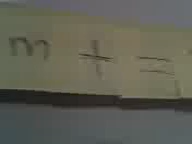 m + =